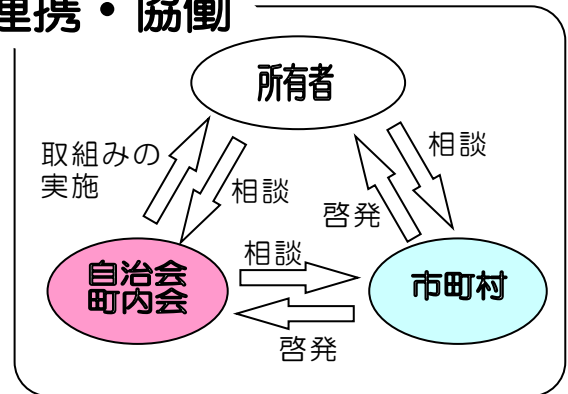 連携・協働
所有者
取組みの
実施
相談
相談
啓発
自治会
町内会
相談
市町村
啓発